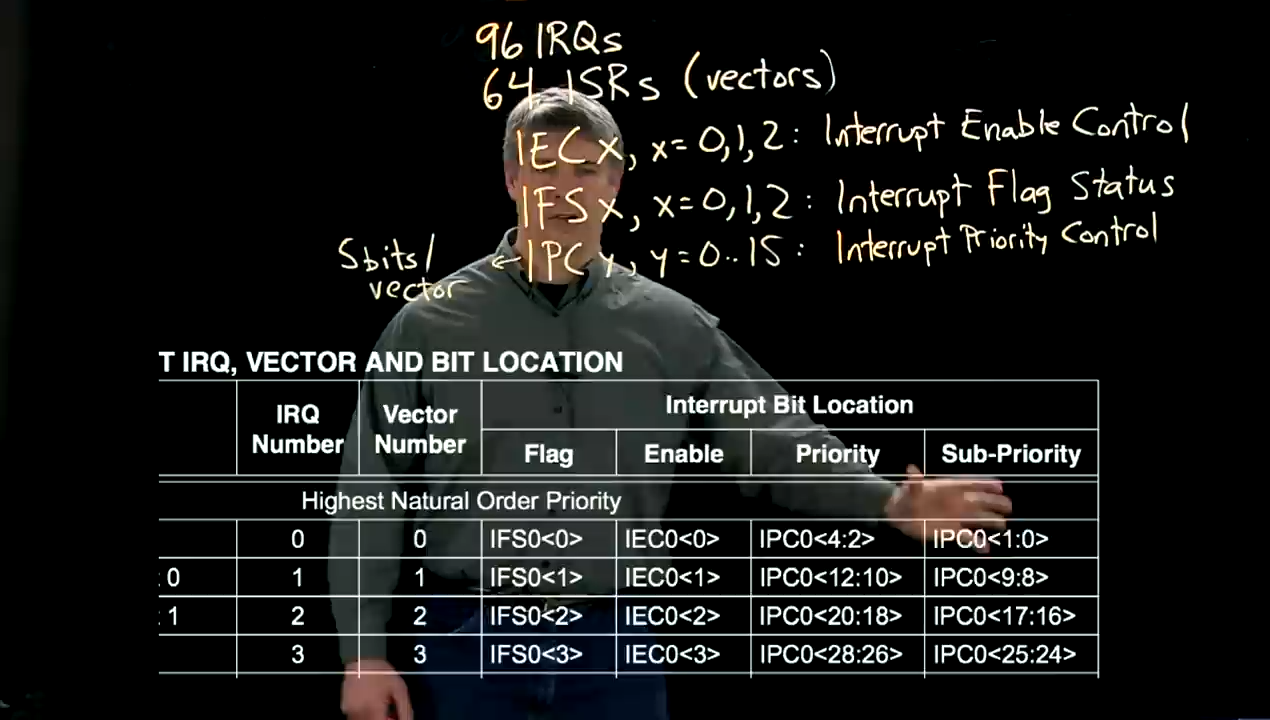 96 IRQs
64 ISRs (vectors)
IECx, x=0,1,2: Interrupt Enable Control
IFSx, x=0,1,2: Interrupt Flag Status
5bits/ ← IPCy, y=0..15: Interrupt Priority Control
vector
T IRQ, VECTOR AND BIT LOCATION
IRQ Number Vector Number Interrupt Bit Location
Flag Enable Priority Sub-Priority
Highest Natural Order Priority
0 0 IFS0<0> IEC0<0> IPC0<4:2> IPC0<1:0>
: 0 1 1 IFS0<1> IEC0<1> IPC0<12:10> IPC0<9:8>
: 1 2 2 IFS0<2> IEC0<2> IPC0<20:18> IPC0<17:16>
3 3 IFS0<3> IEC0<3> IPC0<28:26> IPC0<25:24>